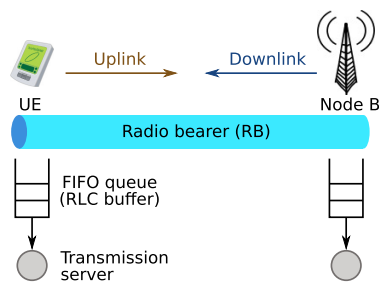 Uplink
Downlink
UE
Node B
Radio bearer (RB)
FIFO queue
(RLC buffer)
Transmission
server